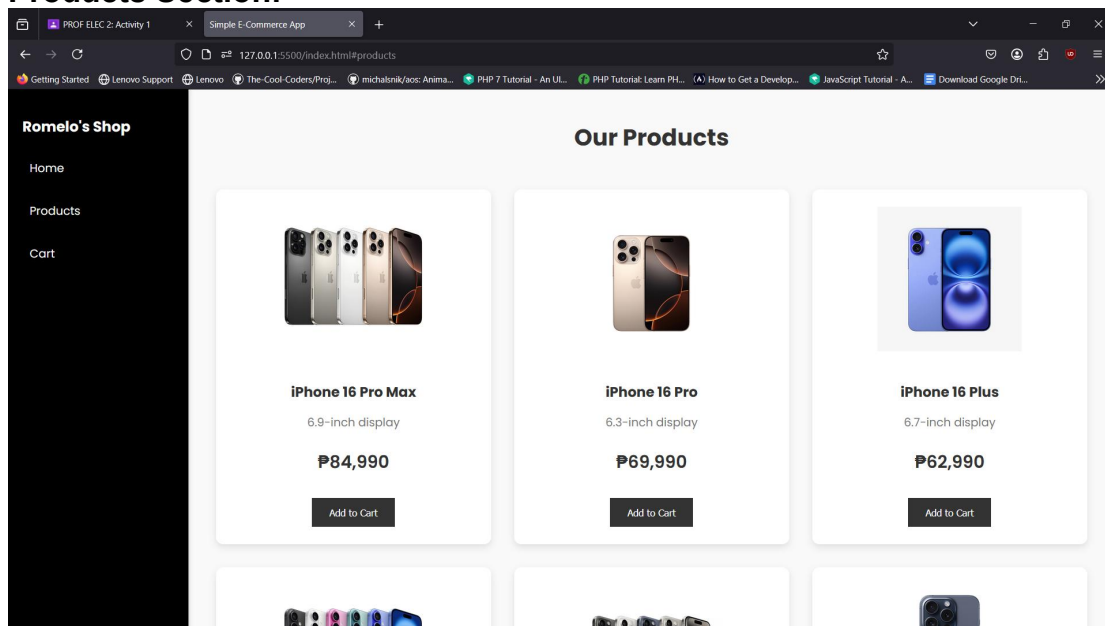 Products Section:
PROF ELEC 2: Activity 1
Simple E-Commerce App
127.0.0.1:5500/index.html#products
Getting Started Lenovo Support Lenovo The-Cool-Coders/Proj... michalsnik/aos: Anima... PHP 7 Tutorial - An Ul... PHP Tutorial: Learn PH... How to Get a Develop... JavaScript Tutorial - A... Download Google Dri...
Romelo's Shop
Home
Products
Cart
Our Products
iPhone 16 Pro Max
6.9-inch display
₱84,990
Add to Cart
iPhone 16 Pro
6.3-inch display
₱69,990
Add to Cart
iPhone 16 Plus
6.7-inch display
₱62,990
Add to Cart